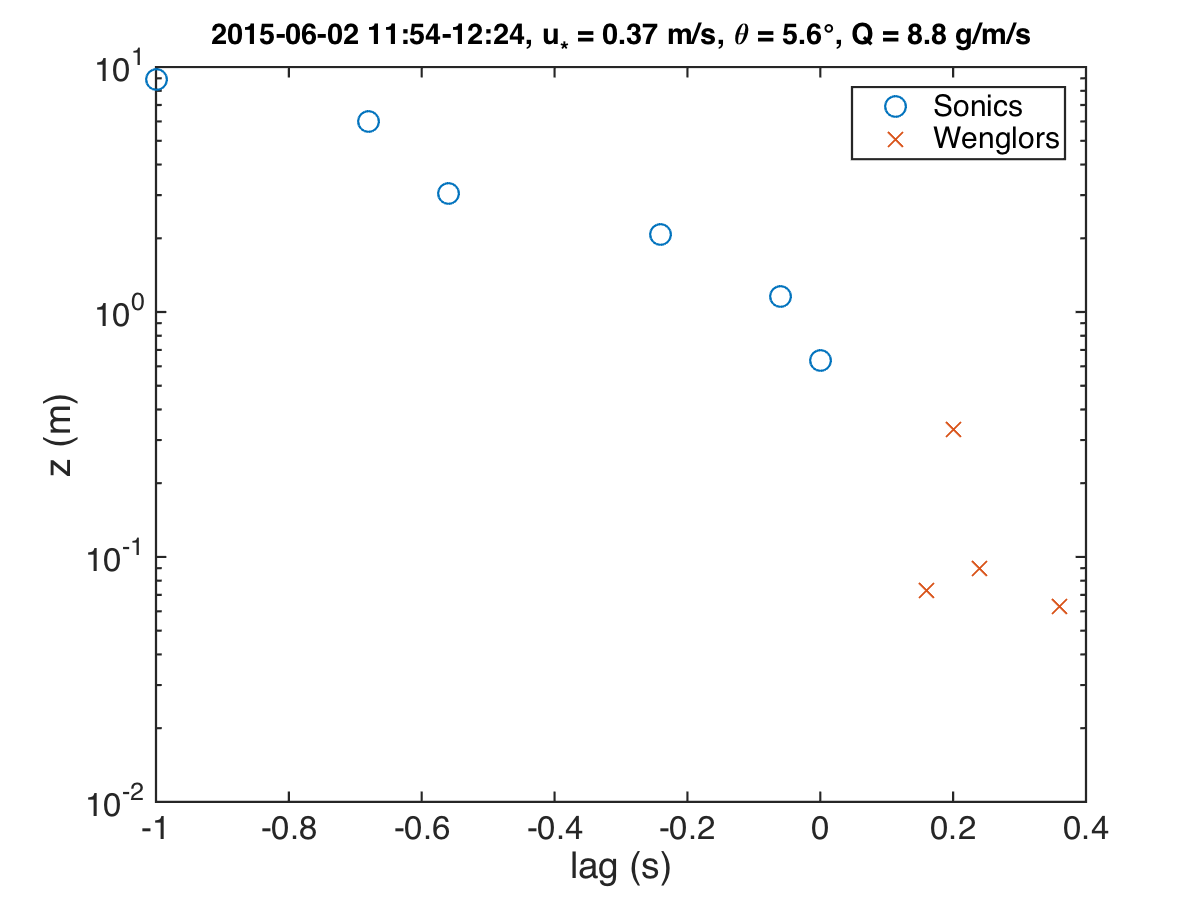 2015-06-02 11:54-12:24, u* = 0.37 m/s, θ = 5.6°, Q = 8.8 g/m/s
10^1
Sonics
Wenglors
10^0
z (m)
10^-1
10^-2
-1 -0.8 -0.6 -0.4 -0.2 0 0.2 0.4
lag (s)